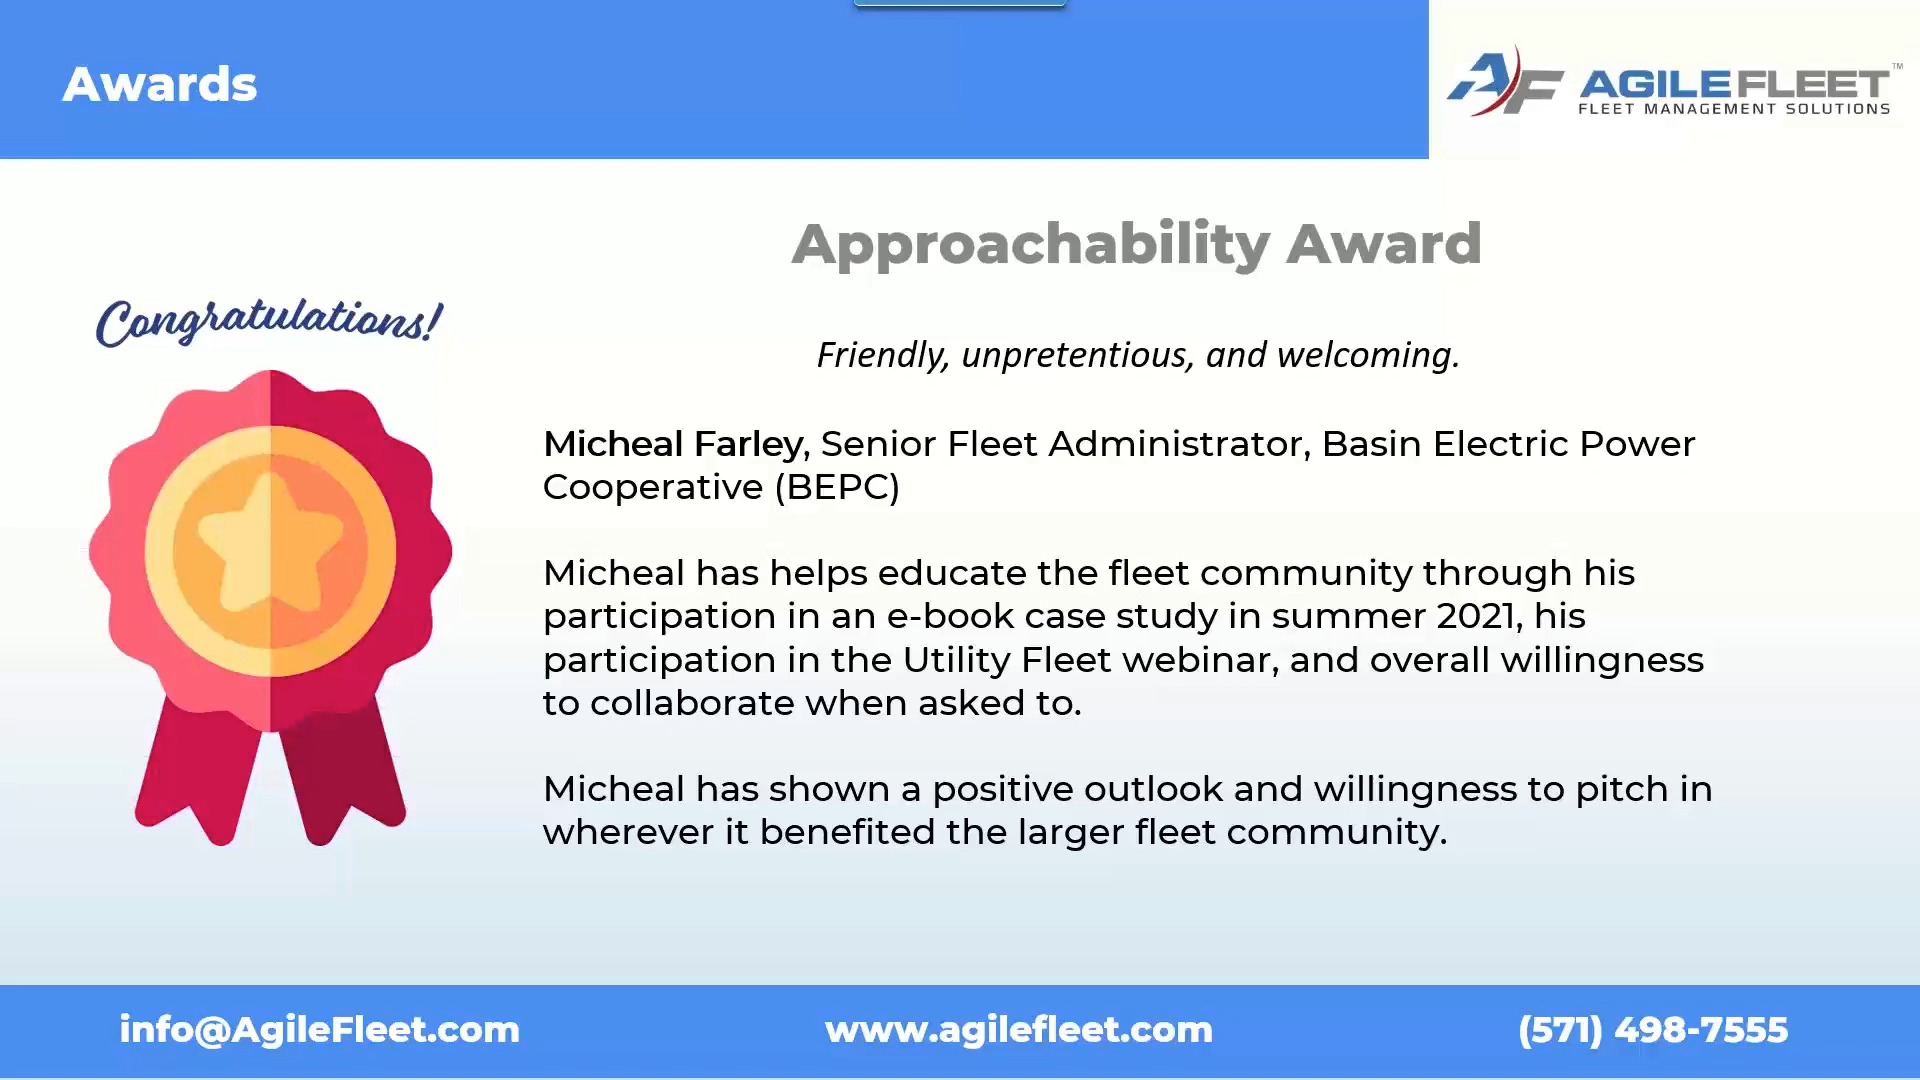 Awards
AGILEFLEET™
FLEET MANAGEMENT SOLUTIONS
Approachability Award
Congratulations!
Friendly, unpretentious, and welcoming.
Micheal Farley, Senior Fleet Administrator, Basin Electric Power
Cooperative (BEPC)
Micheal has helps educate the fleet community through his
participation in an e-book case study in summer 2021, his
participation in the Utility Fleet webinar, and overall willingness
to collaborate when asked to.
Micheal has shown a positive outlook and willingness to pitch in
wherever it benefited the larger fleet community.
info@AgileFleet.com
www.agilefleet.com
(571) 498-7555